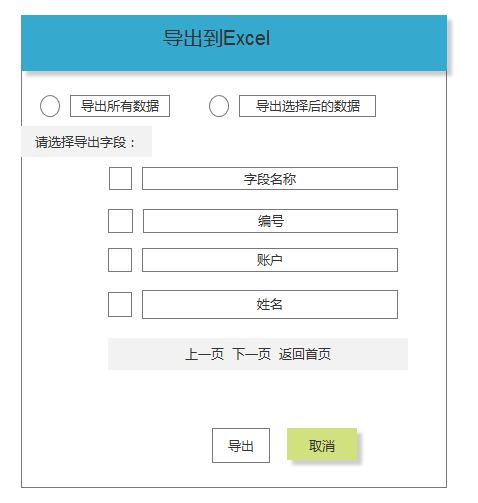 导出到Excel
导出所有数据 导出选择后的数据
请选择导出字段：
字段名称
编号
账户
姓名
上一页 下一页 返回首页
导出 取消